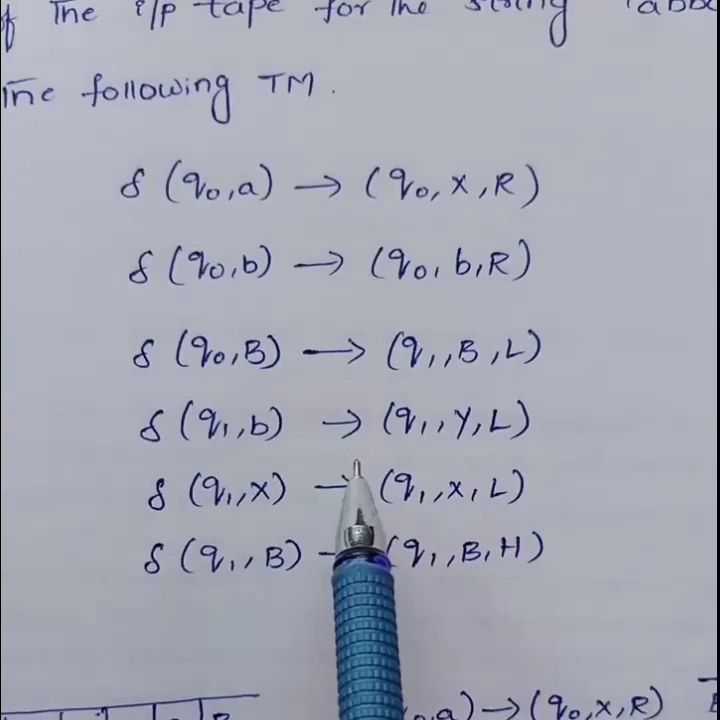 of The i/p tape for the string
The following TM.
δ (q₀,a) → (q₀, x, R)
δ (q₀,b) → (q₀, b, R)
δ (q₀,B) → (q₁, B, L)
δ (q₁,b) → (q₁, Y, L)
δ (q₁,x) → (q₁, x, L)
δ (q₁, B) → (q₁, B, H)
,a) → (q₀, x, R)